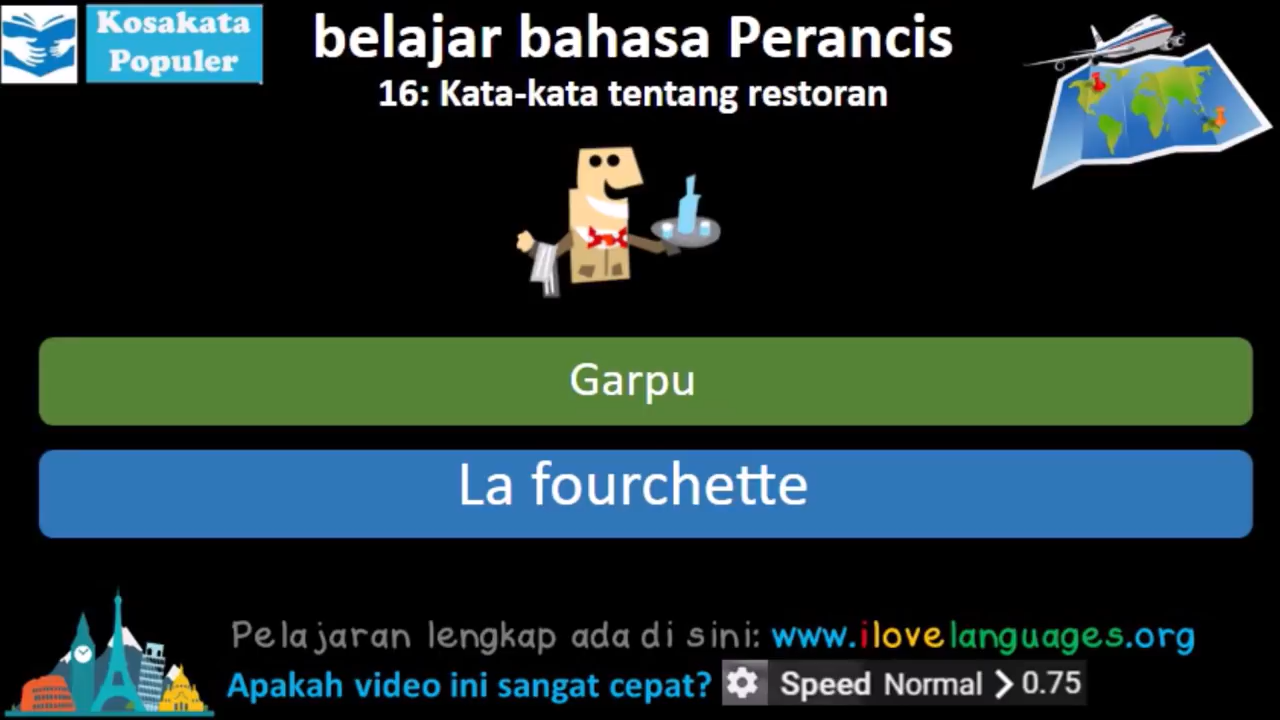 Kosakata
Populer
belajar bahasa Perancis
16: Kata-kata tentang restoran
Garpu
La fourchette
Pelajaran lengkap ada di sini: www.ilovelanguages.org
Apakah video ini sangat cepat? Speed Normal > 0.75